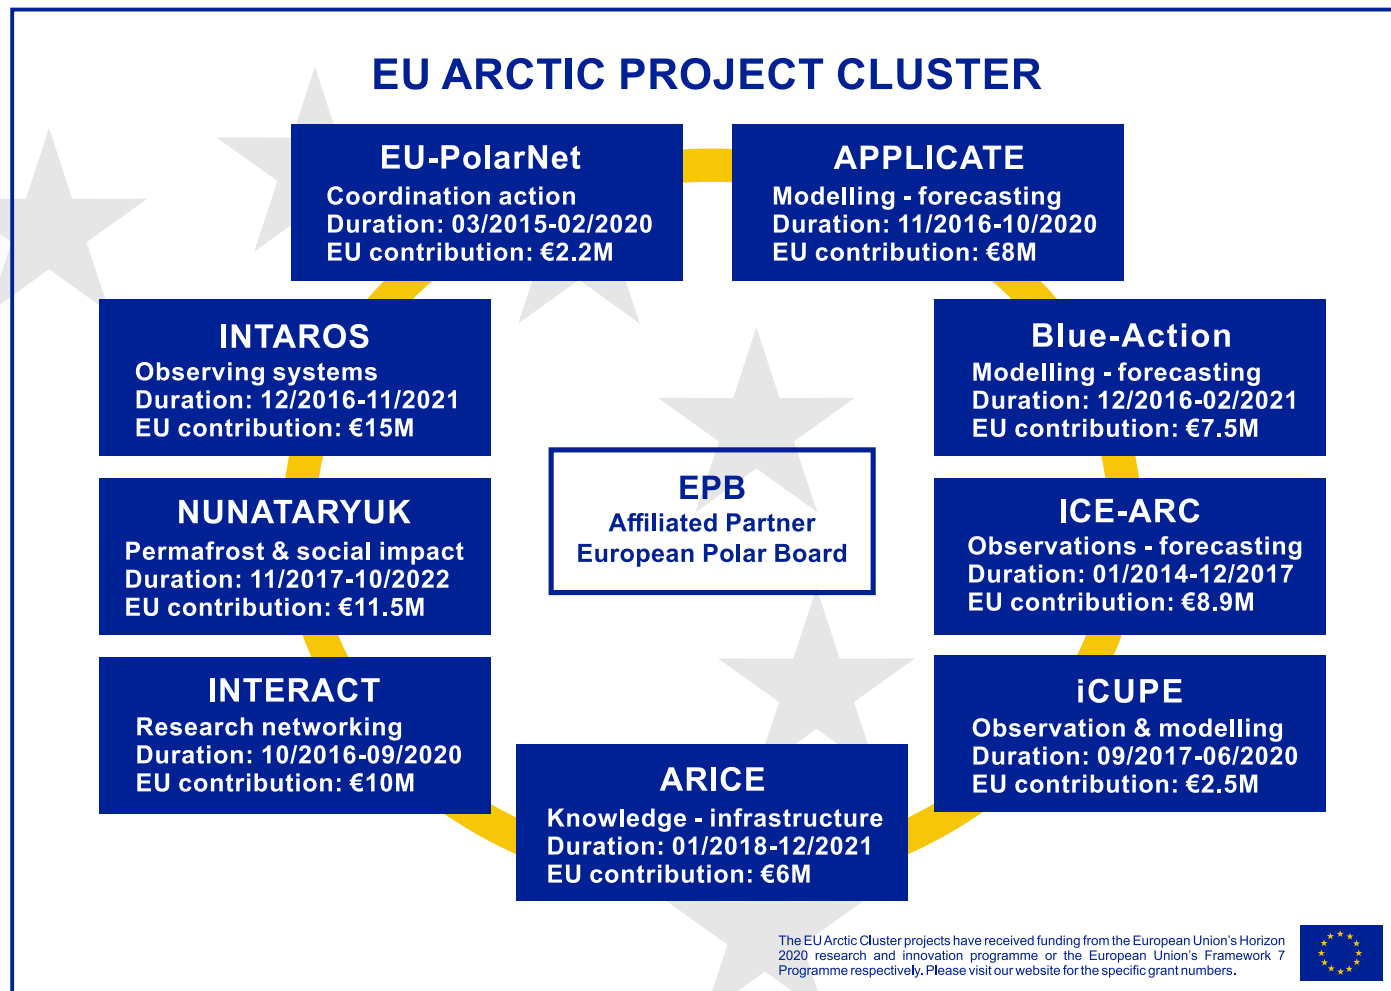 EU ARCTIC PROJECT CLUSTER
EU-PolarNet
Coordination action
Duration: 03/2015-02/2020
EU contribution: €2.2M
APPLICATE
Modelling - forecasting
Duration: 11/2016-10/2020
EU contribution: €8M
INTAROS
Observing systems
Duration: 12/2016-11/2021
EU contribution: €15M
Blue-Action
Modelling - forecasting
Duration: 12/2016-02/2021
EU contribution: €7.5M
EPB
Affiliated Partner
European Polar Board
NUNATARYUK
Permafrost & social impact
Duration: 11/2017-10/2022
EU contribution: €11.5M
ICE-ARC
Observations - forecasting
Duration: 01/2014-12/2017
EU contribution: €8.9M
INTERACT
Research networking
Duration: 10/2016-09/2020
EU contribution: €10M
iCUPE
Observation & modelling
Duration: 09/2017-06/2020
EU contribution: €2.5M
ARICE
Knowledge - infrastructure
Duration: 01/2018-12/2021
EU contribution: €6M
The EU Arctic Cluster projects have received funding from the European Union's Horizon
2020 research and innovation programme or the European Union's Framework 7
Programme respectively. Please visit our website for the specific grant numbers.